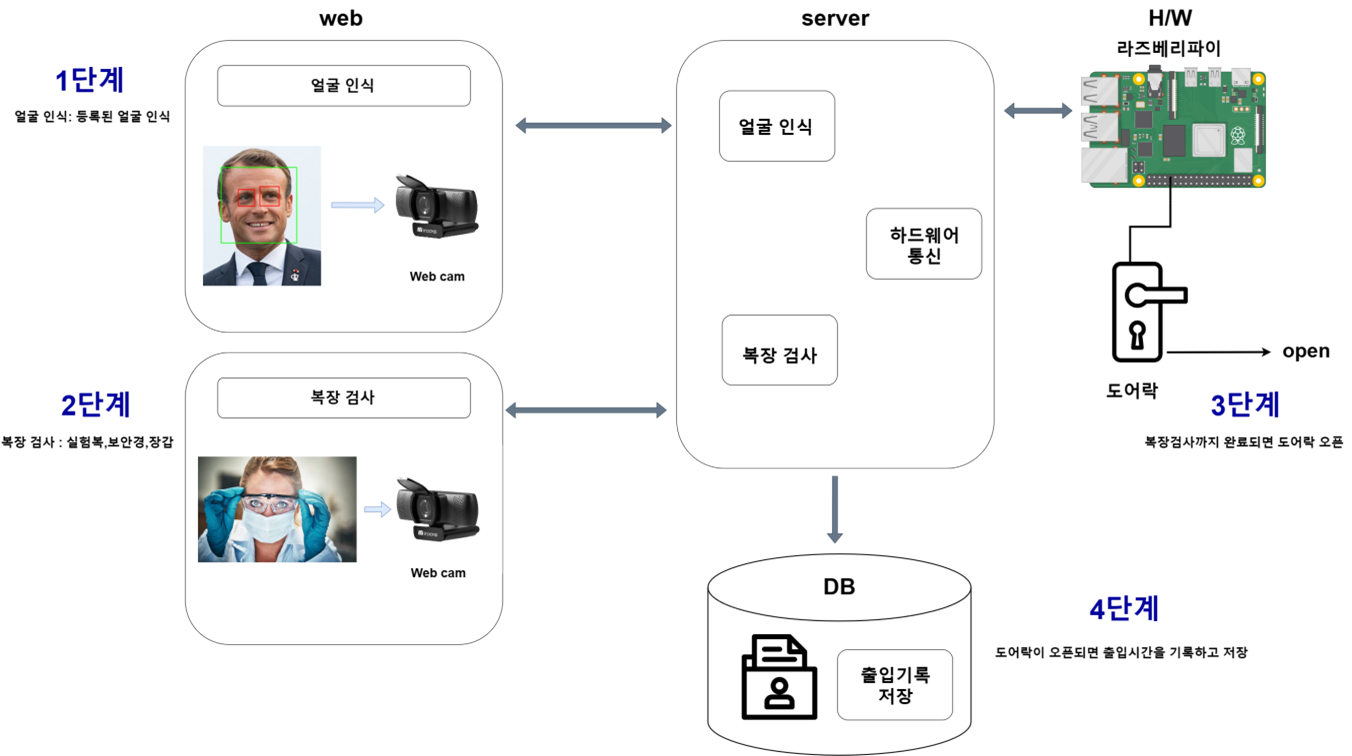 web
server
H/W
라즈베리파이
1단계
얼굴 인식: 등록된 얼굴 인식
얼굴 인식
Web cam
얼굴 인식
하드웨어
통신
복장 검사
2단계
복장 검사 : 실험복,보안경,장갑
복장 검사
Web cam
open
도어락
3단계
복장검사까지 완료되면 도어락 오픈
DB
출입기록
저장
4단계
도어락이 오픈되면 출입시간을 기록하고 저장